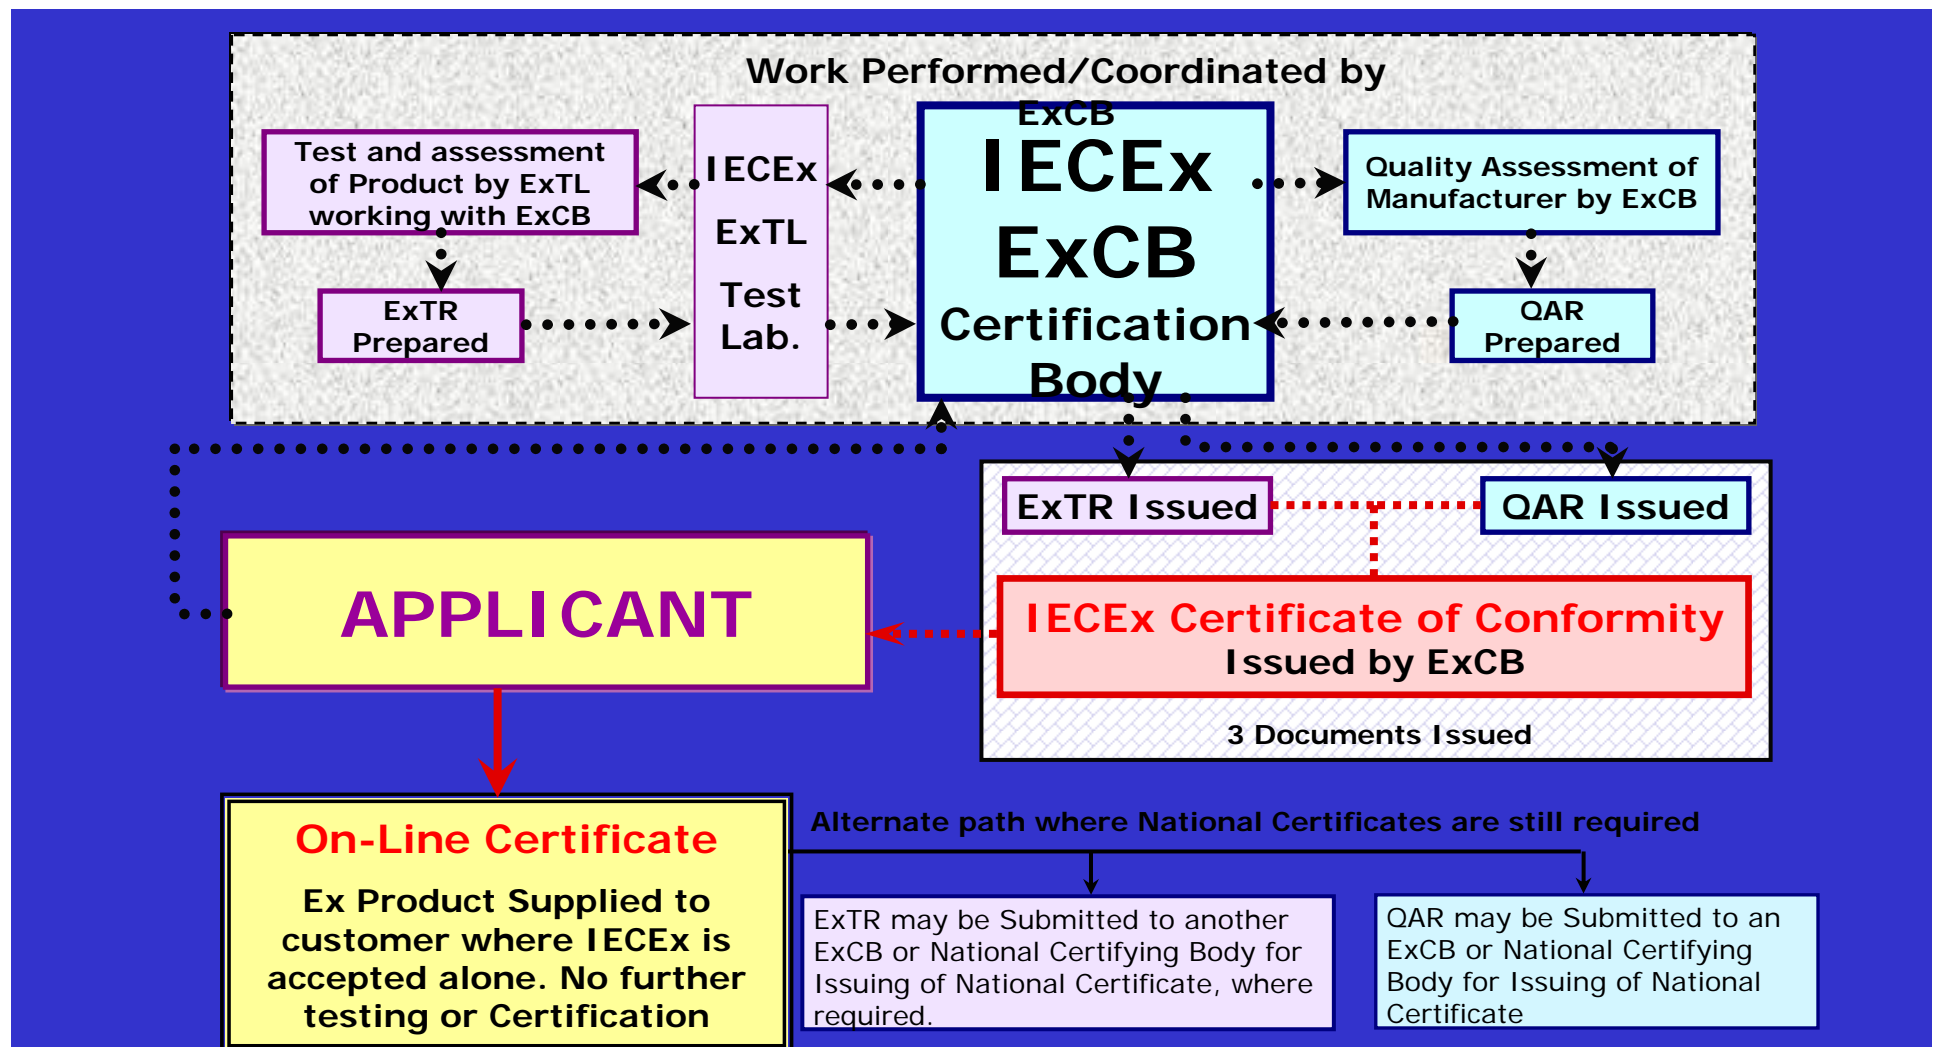 Work Performed/Coordinated by
ExCB
Test and assessment
of Product by ExTL
working with ExCB
ExTR
Prepared
IECEx
ExTL
Test
Lab.
IECEx
ExCB
Certification
Body
Quality Assessment of
Manufacturer by ExCB
QAR
Prepared
ExTR Issued
QAR Issued
IECEx Certificate of Conformity
Issued by ExCB
3 Documents Issued
APPLICANT
On-Line Certificate
Ex Product Supplied to
customer where IECEx is
accepted alone. No further
testing or Certification
Alternate path where National Certificates are still required
ExTR may be Submitted to another
ExCB or National Certifying Body for
Issuing of National Certificate, where
required.
QAR may be Submitted to an
ExCB or National Certifying
Body for Issuing of National
Certificate